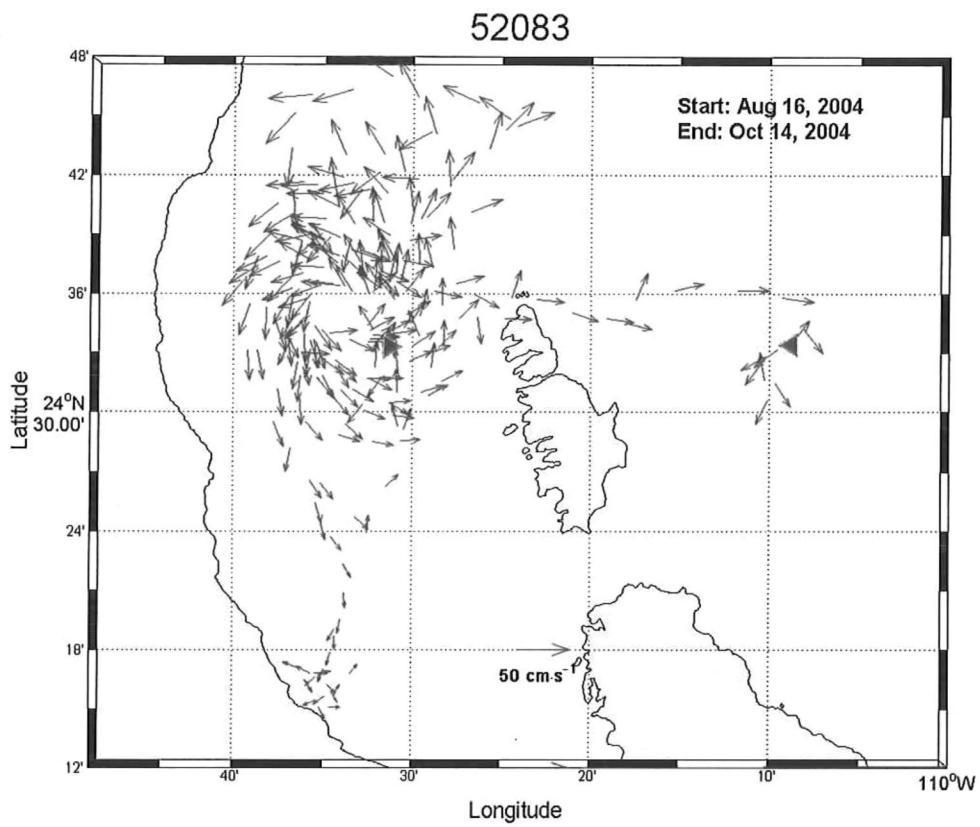 52083
48'
Start: Aug 16, 2004
End: Oct 14, 2004
42'
36'
Latitude
24°N
30.00'
24'
18'
50 cm·s⁻¹
12'
40'
30'
20'
10'
110°W
Longitude